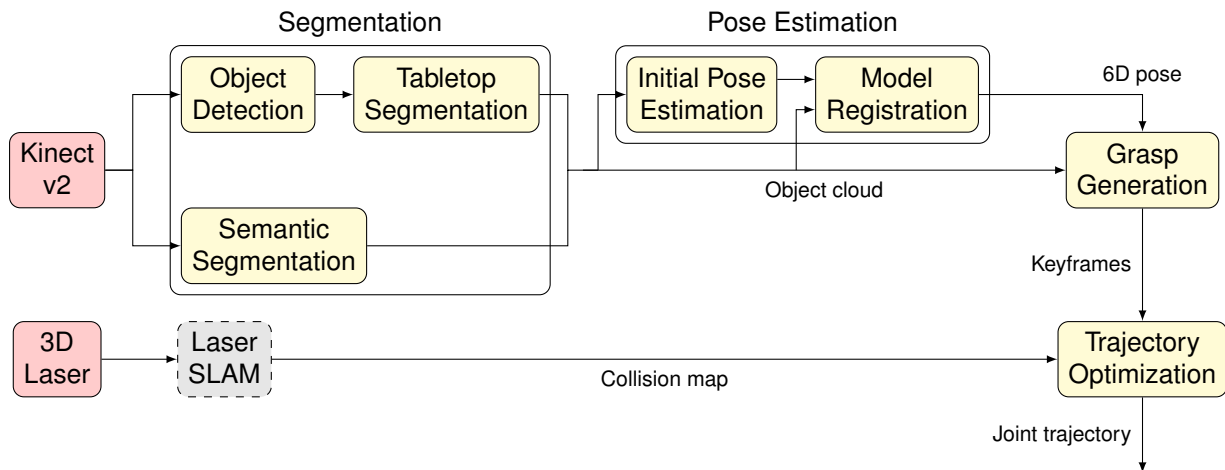 Segmentation
Pose Estimation
Object
Detection
Tabletop
Segmentation
Initial Pose
Estimation
Model
Registration
6D pose
Kinect
v2
Grasp
Generation
Object cloud
Semantic
Segmentation
Keyframes
3D
Laser
Laser
SLAM
Collision map
Trajectory
Optimization
Joint trajectory